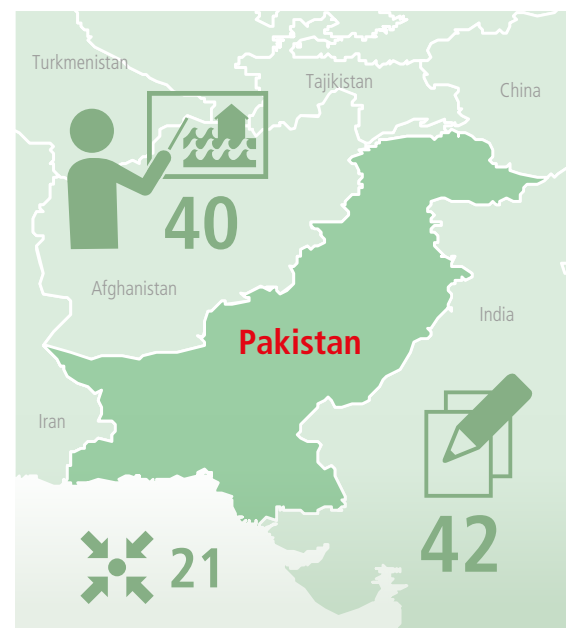 Turkmenistan
Tajikistan
China
40
Afghanistan
India
Pakistan
Iran
42
21